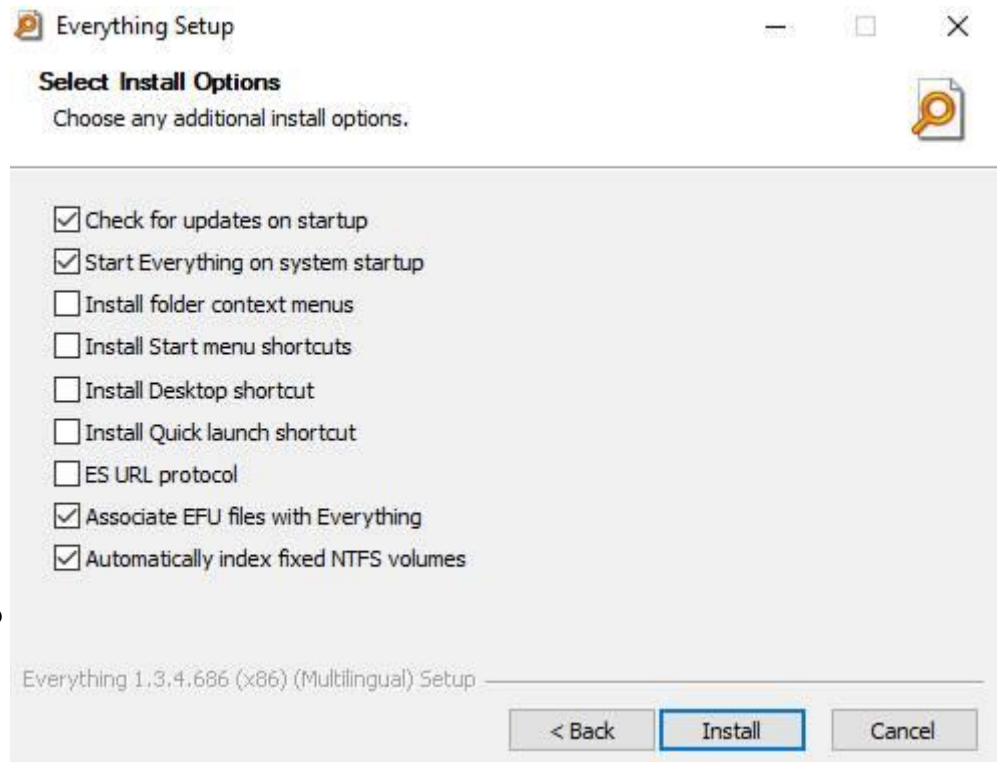 Everything Setup
Select Install Options
Choose any additional install options.
Check for updates on startup
Start Everything on system startup
Install folder context menus
Install Start menu shortcuts
Install Desktop shortcut
Install Quick launch shortcut
ES URL protocol
Associate EFU files with Everything
Automatically index fixed NTFS volumes
Everything 1.3.4.686 (x86) (Multilingual) Setup
< Back Install Cancel